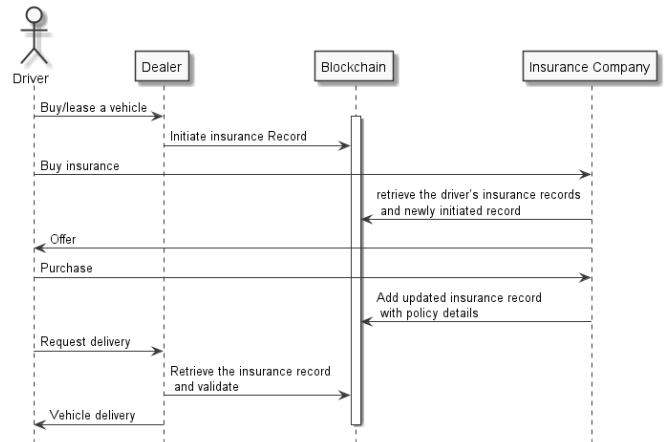 Driver
Dealer
Blockchain
Insurance Company
Buy/lease a vehicle
Initiate insurance Record
Buy insurance
retrieve the driver's insurance records
and newly initiated record
Offer
Purchase
Add updated insurance record
with policy details
Request delivery
Retrieve the insurance record
and validate
Vehicle delivery